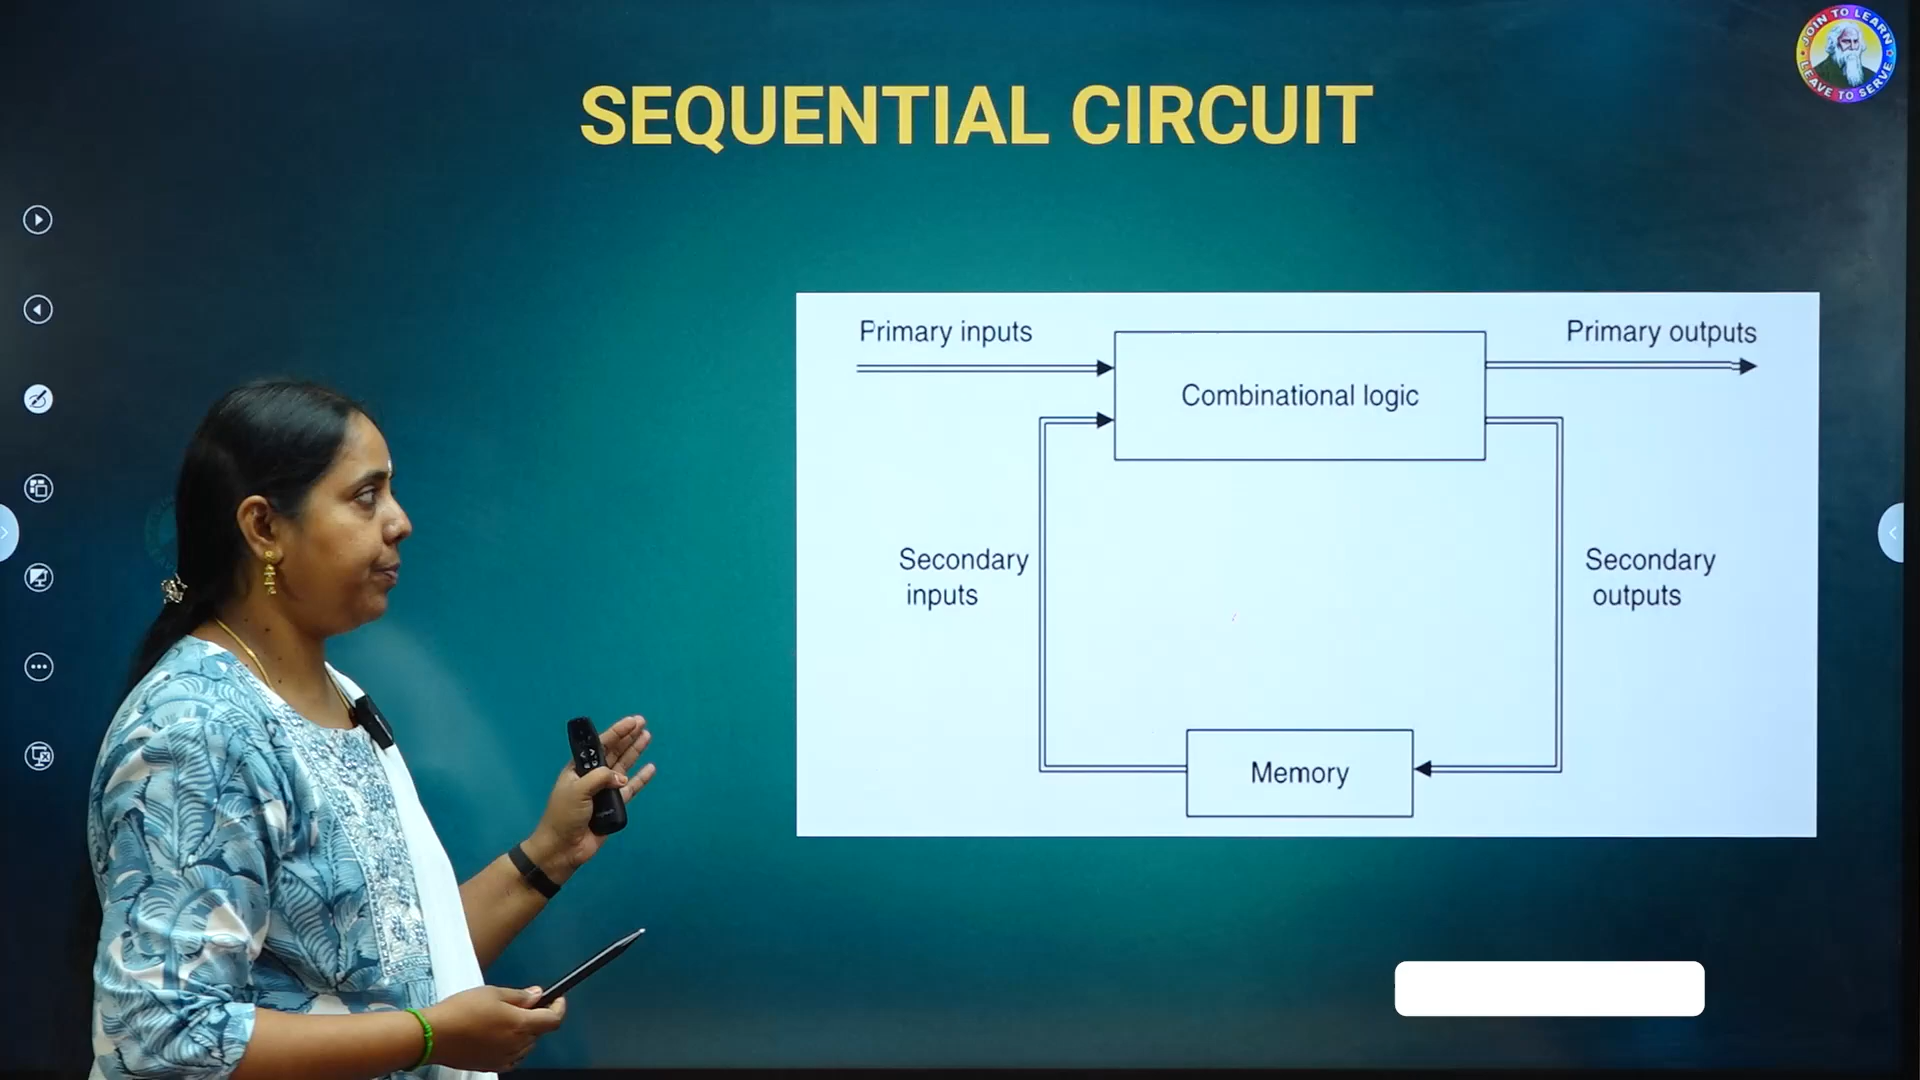 JOIN TO LEARN
LEAVE TO SERVE
SEQUENTIAL CIRCUIT
Primary inputs
Primary outputs
Combinational logic
Secondary
inputs
Secondary
outputs
Memory